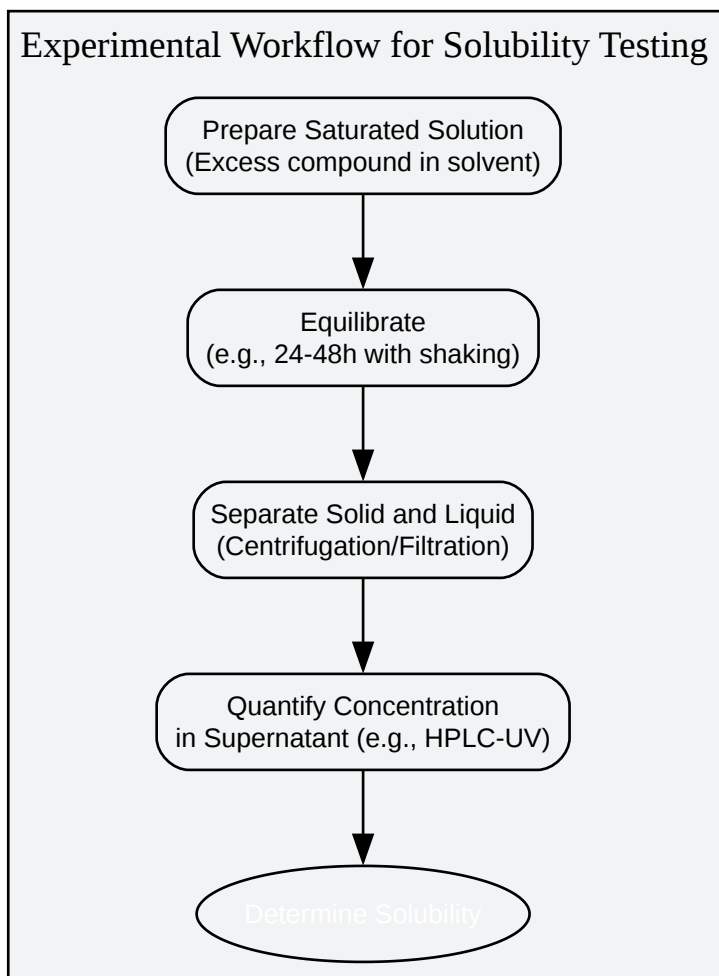 Experimental Workflow for Solubility Testing
Prepare Saturated Solution
(Excess compound in solvent)
Equilibrate
(e.g., 24-48h with shaking)
Separate Solid and Liquid
(Centrifugation/Filtration)
Quantify Concentration
in Supernatant (e.g., HPLC-UV)
Determine Solubility